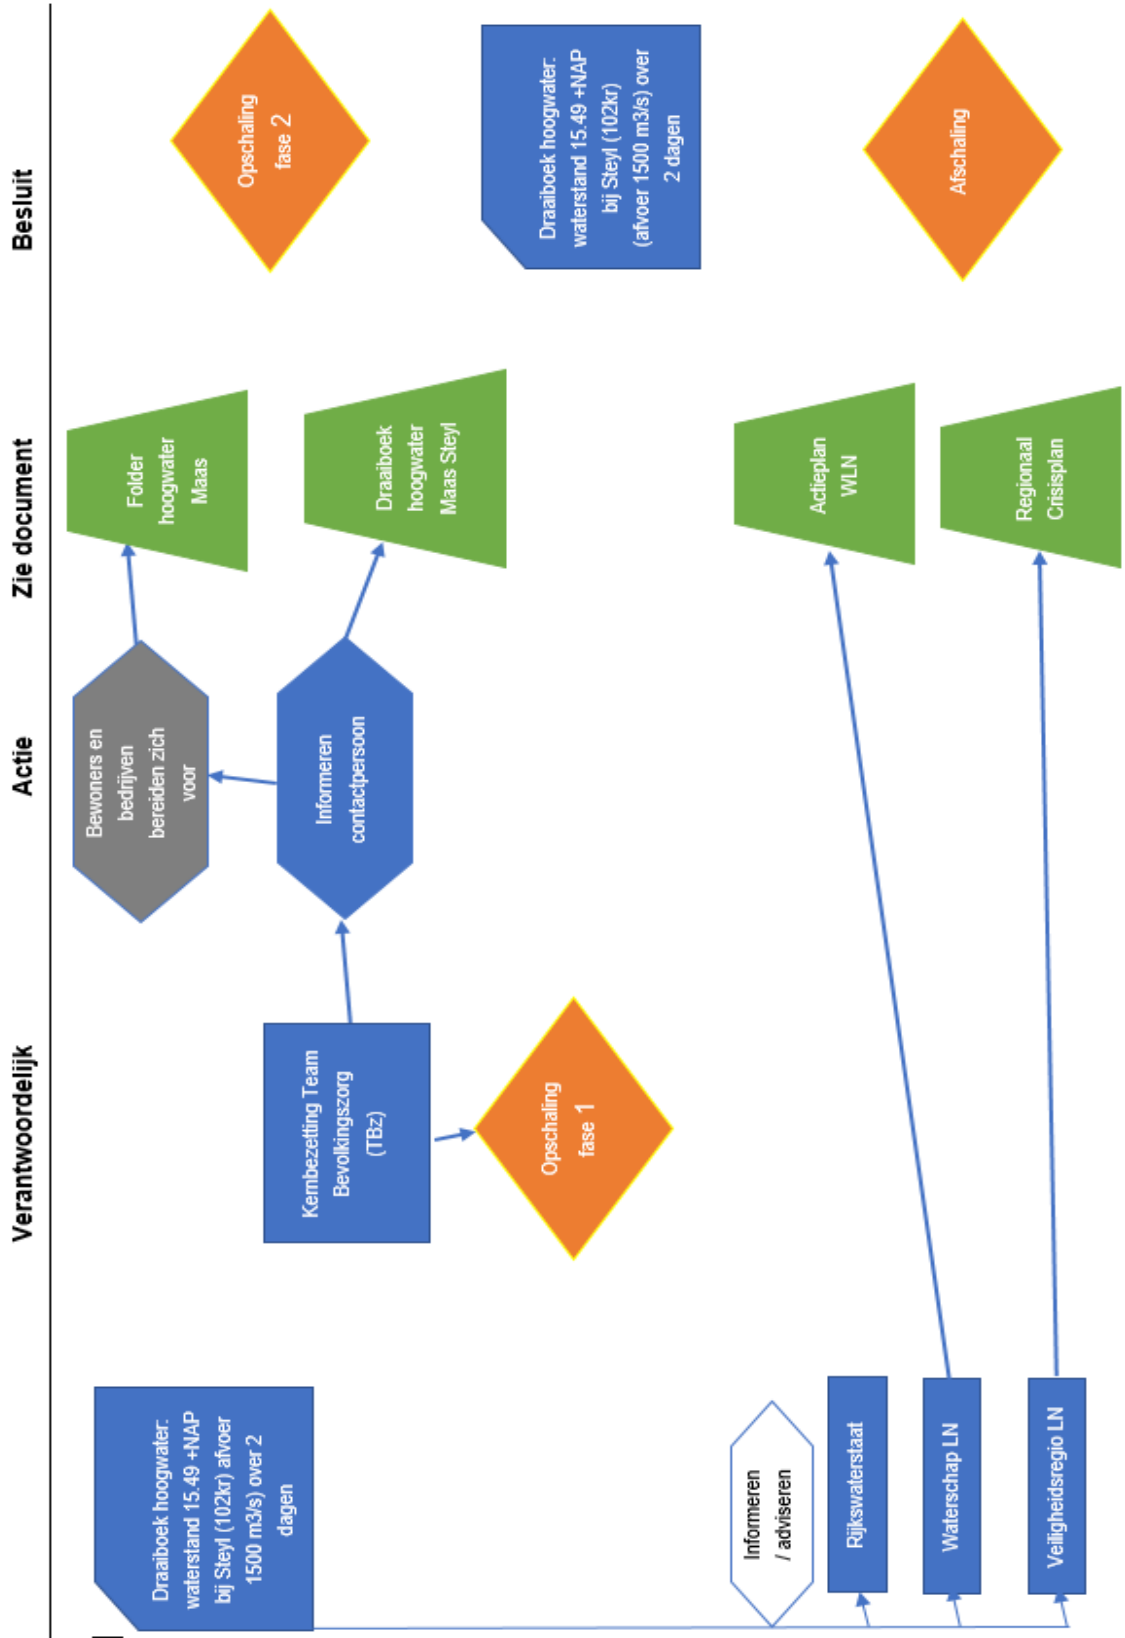 Verantwoordelijk
Actie
Zie document
Besluit
Draaiboek hoogwater:
waterstand 15.49 +NAP
bij Steyl (102kr) afvoer
1500 m3/s) over 2
dagen
Kernbezetting Team
Bevolkingszorg
(TBz)
Opschaling
fase 1
Bewoners en
bedrijven
bereiden zich
voor
Informeren
contactpersoon
Folder
hoogwater
Maas
Draaiboek
hoogwater
Maas Steyl
Opschaling
fase 2
Draaiboek hoogwater:
waterstand 15.49 +NAP
bij Steyl (102kr)
(afvoer 1500 m3/s) over
2 dagen
Informeren
/ adviseren
Rijkswaterstaat
Waterschap LN
Veiligheidsregio LN
Actieplan
WLN
Regionaal
Crisisplan
Afschaling